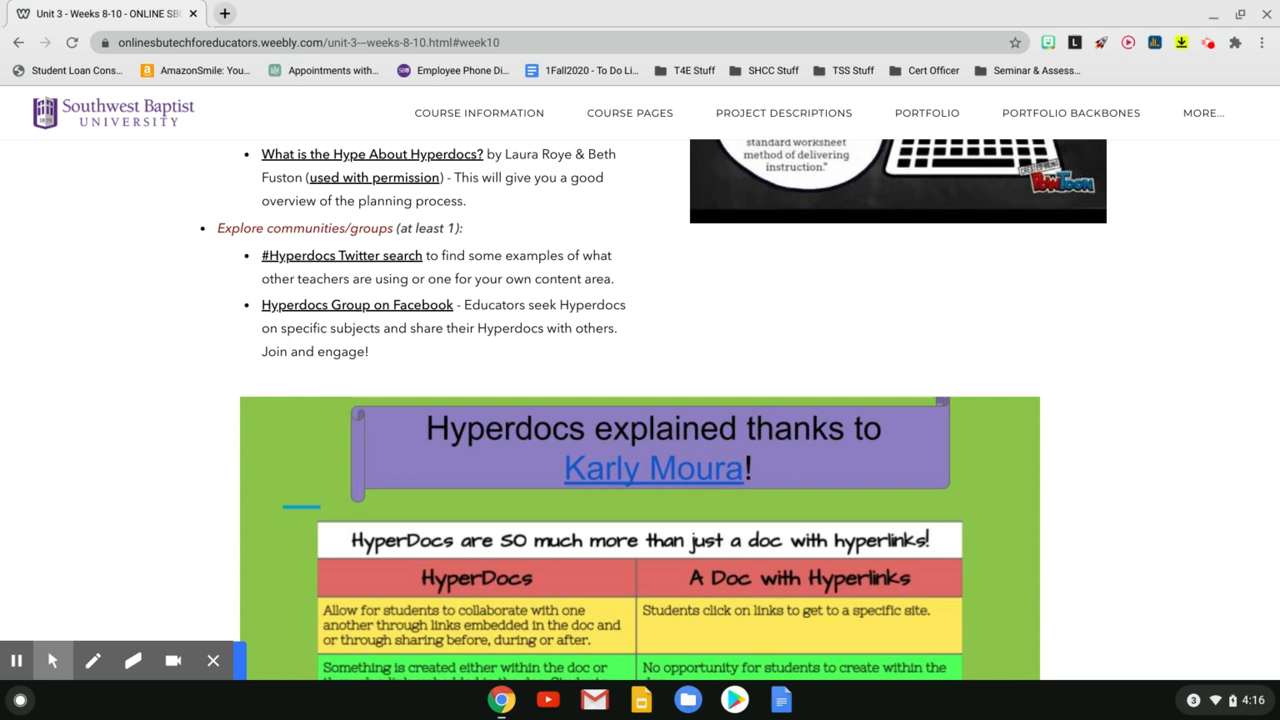 Unit 3 - Weeks 8-10 - ONLINE SB
onlinesbutechforeducators.weebly.com/unit-3---weeks-8-10.html#week10
Student Loan Cons...
AmazonSmile: You...
Appointments with...
Employee Phone Di...
1Fall2020 - To Do Li...
T4E Stuff
SHCC Stuff
TSS Stuff
Cert Officer
Seminar & Assess...
Southwest Baptist
UNIVERSITY
COURSE INFORMATION
COURSE PAGES
PROJECT DESCRIPTIONS
PORTFOLIO
PORTFOLIO BACKBONES
MORE...
standard worksheet
method of delivering
instruction."
CREATED USING
PowToon
What is the Hype About Hyperdocs? by Laura Roye & Beth
Fuston (used with permission) - This will give you a good
overview of the planning process.
Explore communities/groups (at least 1):
#Hyperdocs Twitter search to find some examples of what
other teachers are using or one for your own content area.
Hyperdocs Group on Facebook - Educators seek Hyperdocs
on specific subjects and share their Hyperdocs with others.
Join and engage!
Hyperdocs explained thanks to
Karly Moura!
HyperDocs are SO much more than just a doc with hyperlinks!
HyperDocs
A Doc with Hyperlinks
Allow for students to collaborate with one
another through links embedded in the doc and
or through sharing before, during or after.
Students click on links to get to a specific site.
Something is created either within the doc or
No opportunity for students to create within the
3
4:16